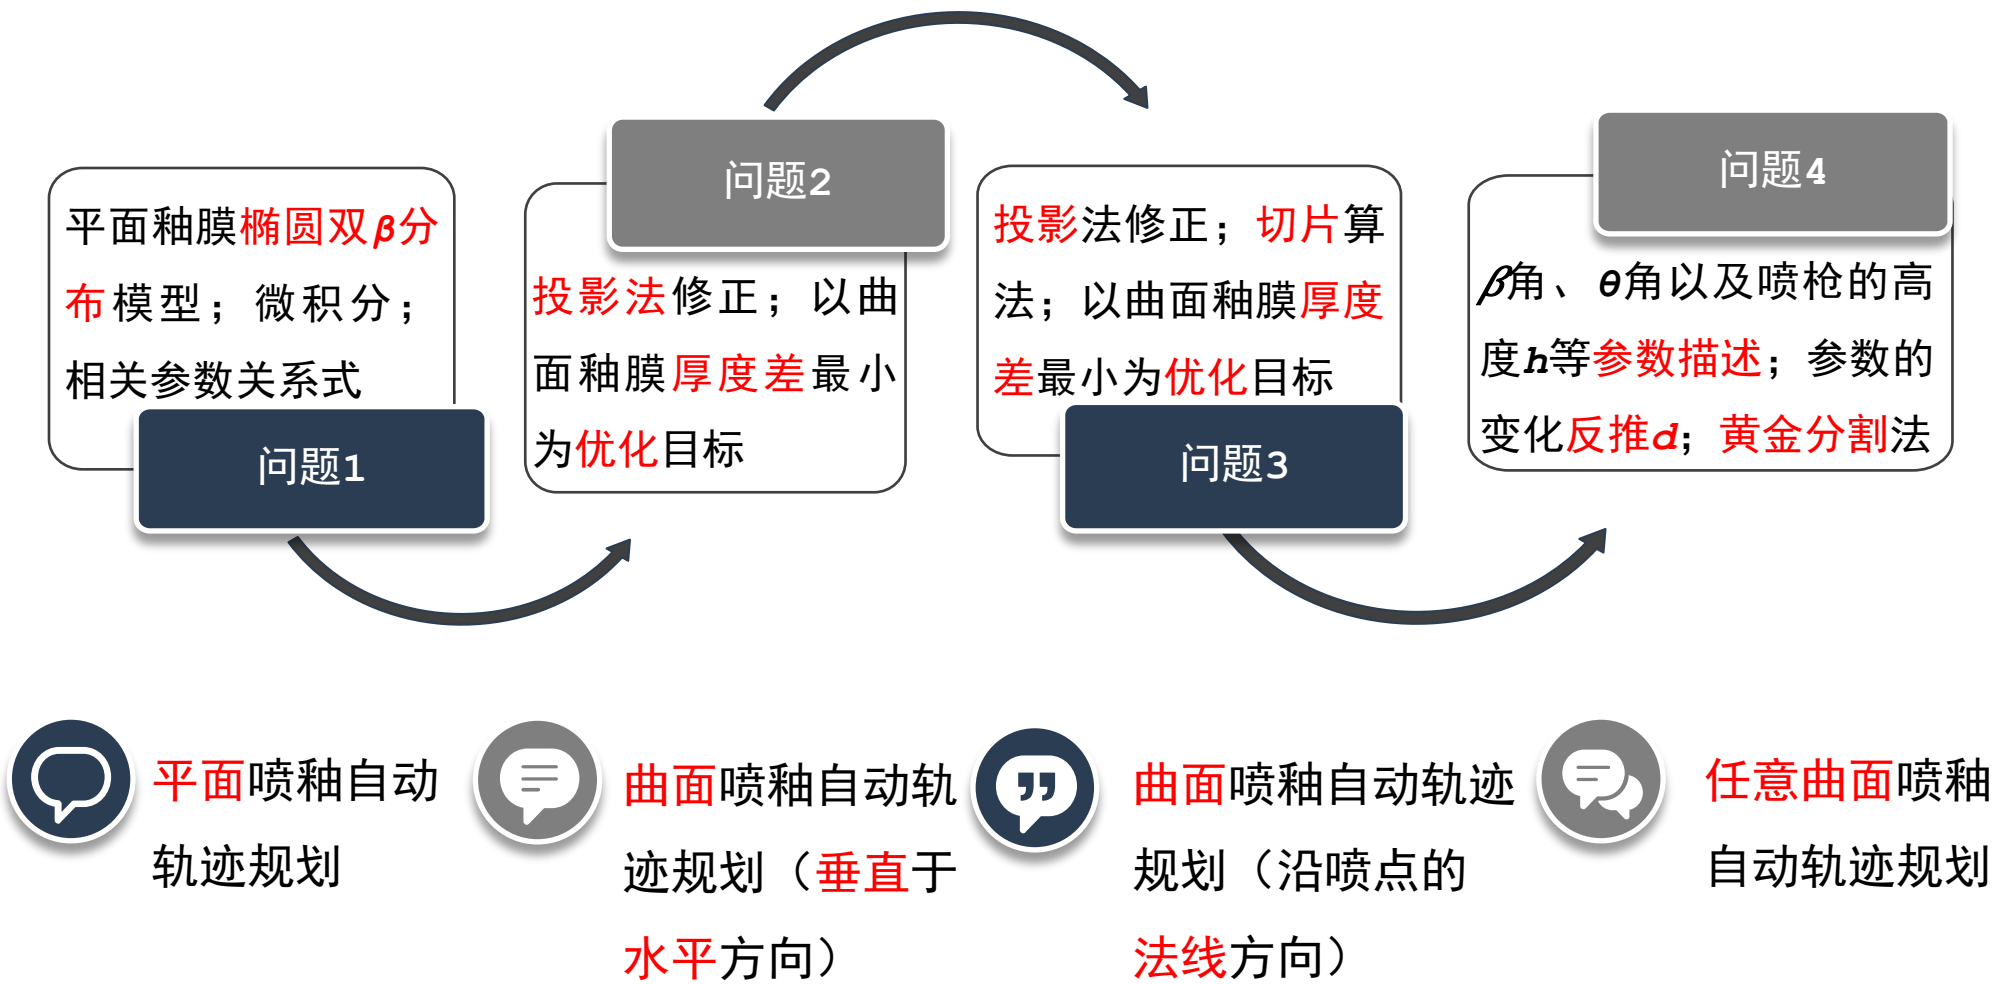 平面釉膜椭圆双β分
布模型；微积分；
相关参数关系式
问题1
问题2
投影法修正；以曲
面釉膜厚度差最小
为优化目标
投影法修正；切片算
法；以曲面釉膜厚度
差最小为优化目标
问题3
问题4
β角、θ角以及喷枪的高
度h等参数描述；参数的
变化反推d；黄金分割法
平面喷釉自动
轨迹规划
曲面喷釉自动轨
迹规划（垂直于
水平方向）
曲面喷釉自动轨迹
规划（沿喷点的
法线方向）
任意曲面喷釉
自动轨迹规划